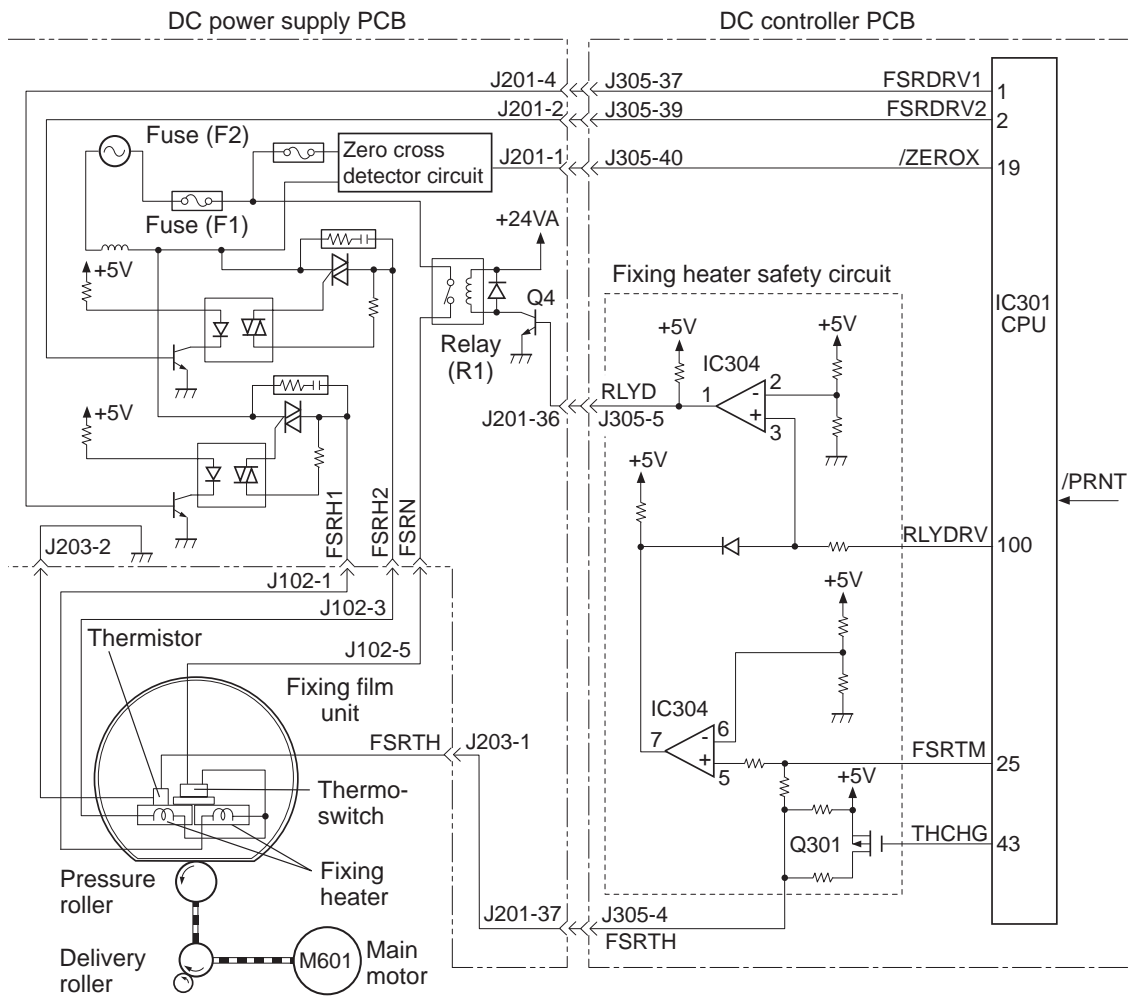 DC power supply PCB
DC controller PCB
J201-4
J305-37
FSRDRV1
1
J201-2
J305-39
FSRDRV2
2
Fuse (F2)
Zero cross
detector circuit
J201-1
J305-40
/ZEROX
19
Fuse (F1)
+24VA
+5V
Fixing heater safety circuit
Q4
IC301
CPU
+5V
+5V
Relay
(R1)
IC304
RLYD
1
2
-
+
3
+5V
J201-36
J305-5
+5V
/PRNT
FSRH1
FSRH2
FSRN
RLYDRV
100
J203-2
J102-1
+5V
J102-3
Thermistor
J102-5
Fixing film
unit
IC304
7
6
-
+
5
FSRTH
J203-1
FSRTM
25
+5V
Thermo-
switch
Q301
THCHG
43
Pressure
roller
Fixing
heater
J201-37
J305-4
FSRTH
Delivery
roller
M601
Main
motor